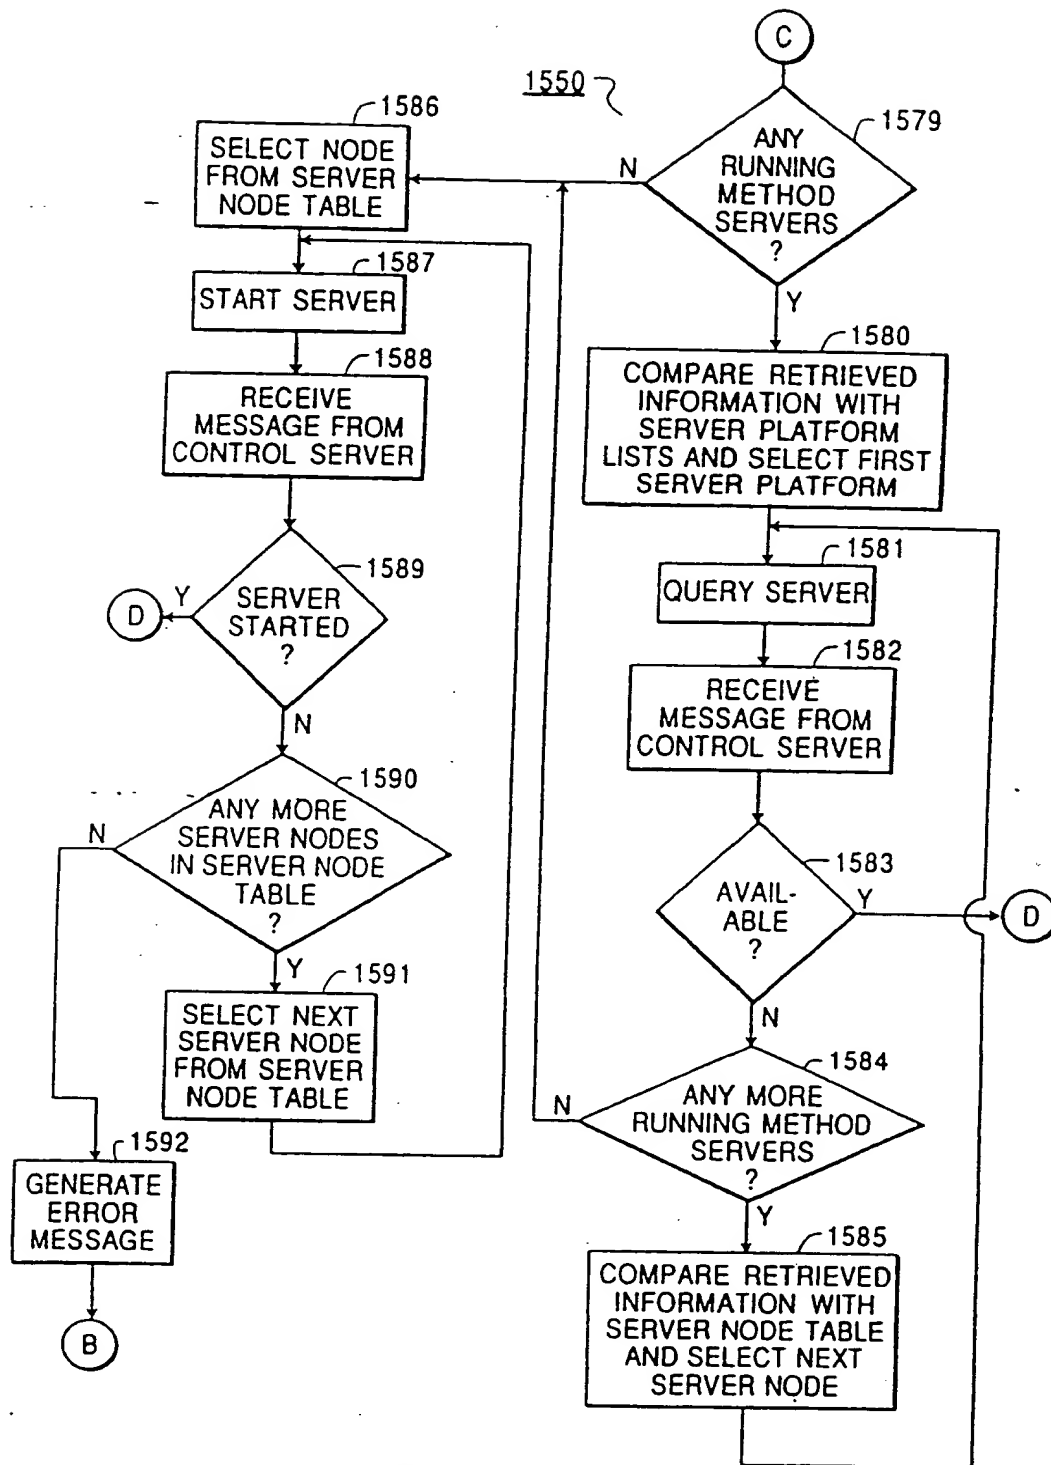 C
1550
1579
ANY
RUNNING
METHOD
SERVERS
?
N
Y
1586
SELECT NODE
FROM SERVER
NODE TABLE
1587
START SERVER
1588
RECEIVE
MESSAGE FROM
CONTROL SERVER
1589
SERVER
STARTED
?
Y
D
N
1590
ANY MORE
SERVER NODES
IN SERVER NODE
TABLE
?
N
Y
1591
SELECT NEXT
SERVER NODE
FROM SERVER
NODE TABLE
1592
GENERATE
ERROR
MESSAGE
B
1580
COMPARE RETRIEVED
INFORMATION WITH
SERVER PLATFORM
LISTS AND SELECT FIRST
SERVER PLATFORM
1581
QUERY SERVER
1582
RECEIVE
MESSAGE FROM
CONTROL SERVER
1583
AVAIL-
ABLE
?
Y
D
N
1584
ANY MORE
RUNNING METHOD
SERVERS
?
N
Y
1585
COMPARE RETRIEVED
INFORMATION WITH
SERVER NODE TABLE
AND SELECT NEXT
SERVER NODE